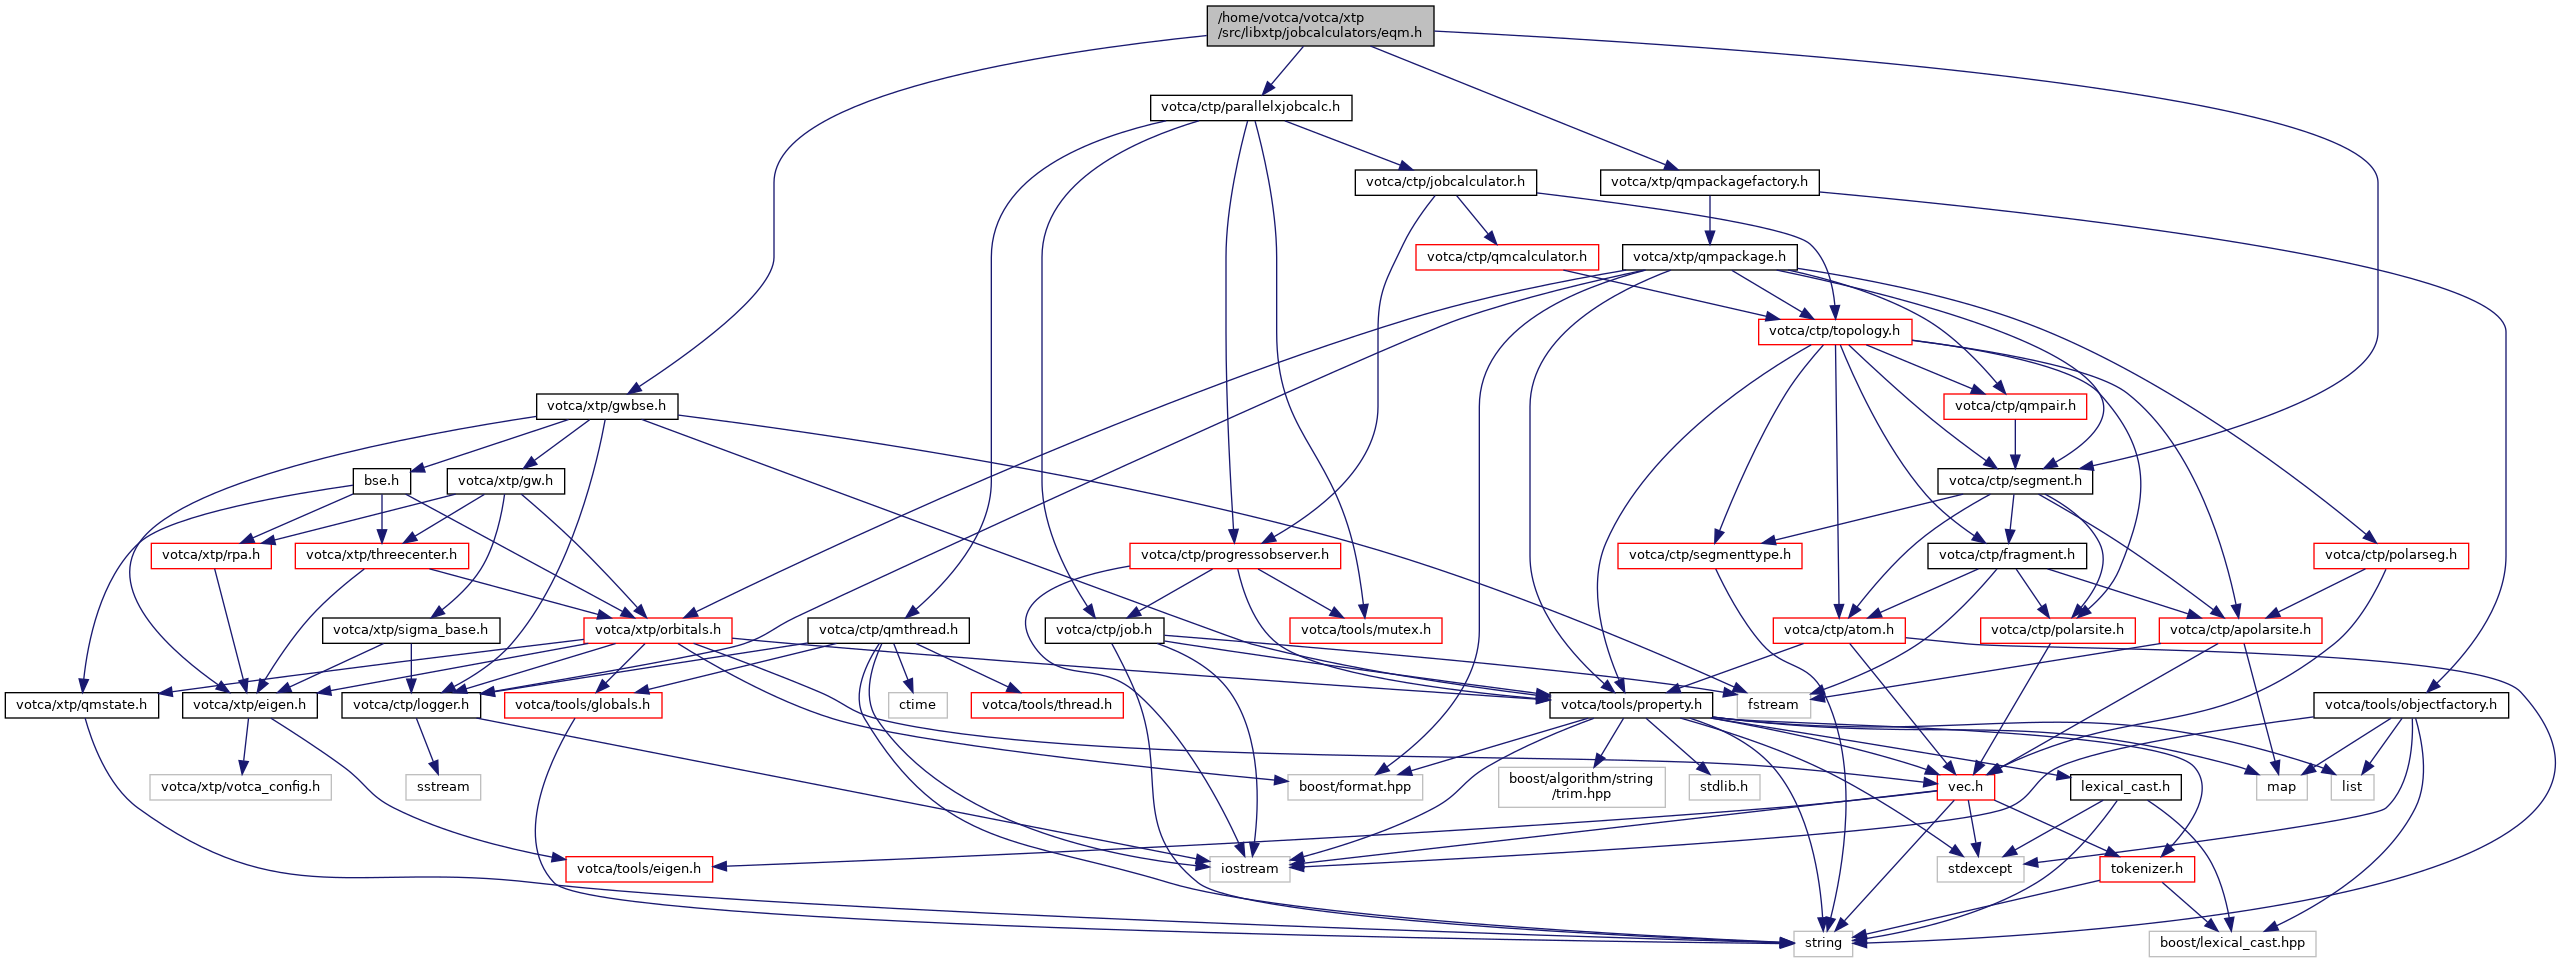 /home/votca/votca/xtp
/src/libxtp/jobcalculators/eqm.h
votca/ctp/parallelxjobcalc.h
votca/ctp/jobcalculator.h
votca/xtp/qmpackagefactory.h
votca/ctp/qmcalculator.h
votca/xtp/qmpackage.h
votca/ctp/topology.h
votca/xtp/gwbse.h
votca/ctp/qmpair.h
bse.h
votca/xtp/gw.h
votca/ctp/segment.h
votca/xtp/rpa.h
votca/xtp/threecenter.h
votca/ctp/progressobserver.h
votca/ctp/segmenttype.h
votca/ctp/fragment.h
votca/ctp/polarseg.h
votca/xtp/sigma_base.h
votca/xtp/orbitals.h
votca/ctp/qmthread.h
votca/ctp/job.h
votca/tools/mutex.h
votca/ctp/atom.h
votca/ctp/polarsite.h
votca/ctp/apolarsite.h
votca/xtp/qmstate.h
votca/xtp/eigen.h
votca/ctp/logger.h
votca/tools/globals.h
ctime
votca/tools/thread.h
votca/tools/property.h
fstream
votca/tools/objectfactory.h
votca/xtp/votca_config.h
sstream
boost/format.hpp
boost/algorithm/string
/trim.hpp
stdlib.h
vec.h
lexical_cast.h
map
list
votca/tools/eigen.h
iostream
stdexcept
tokenizer.h
string
boost/lexical_cast.hpp